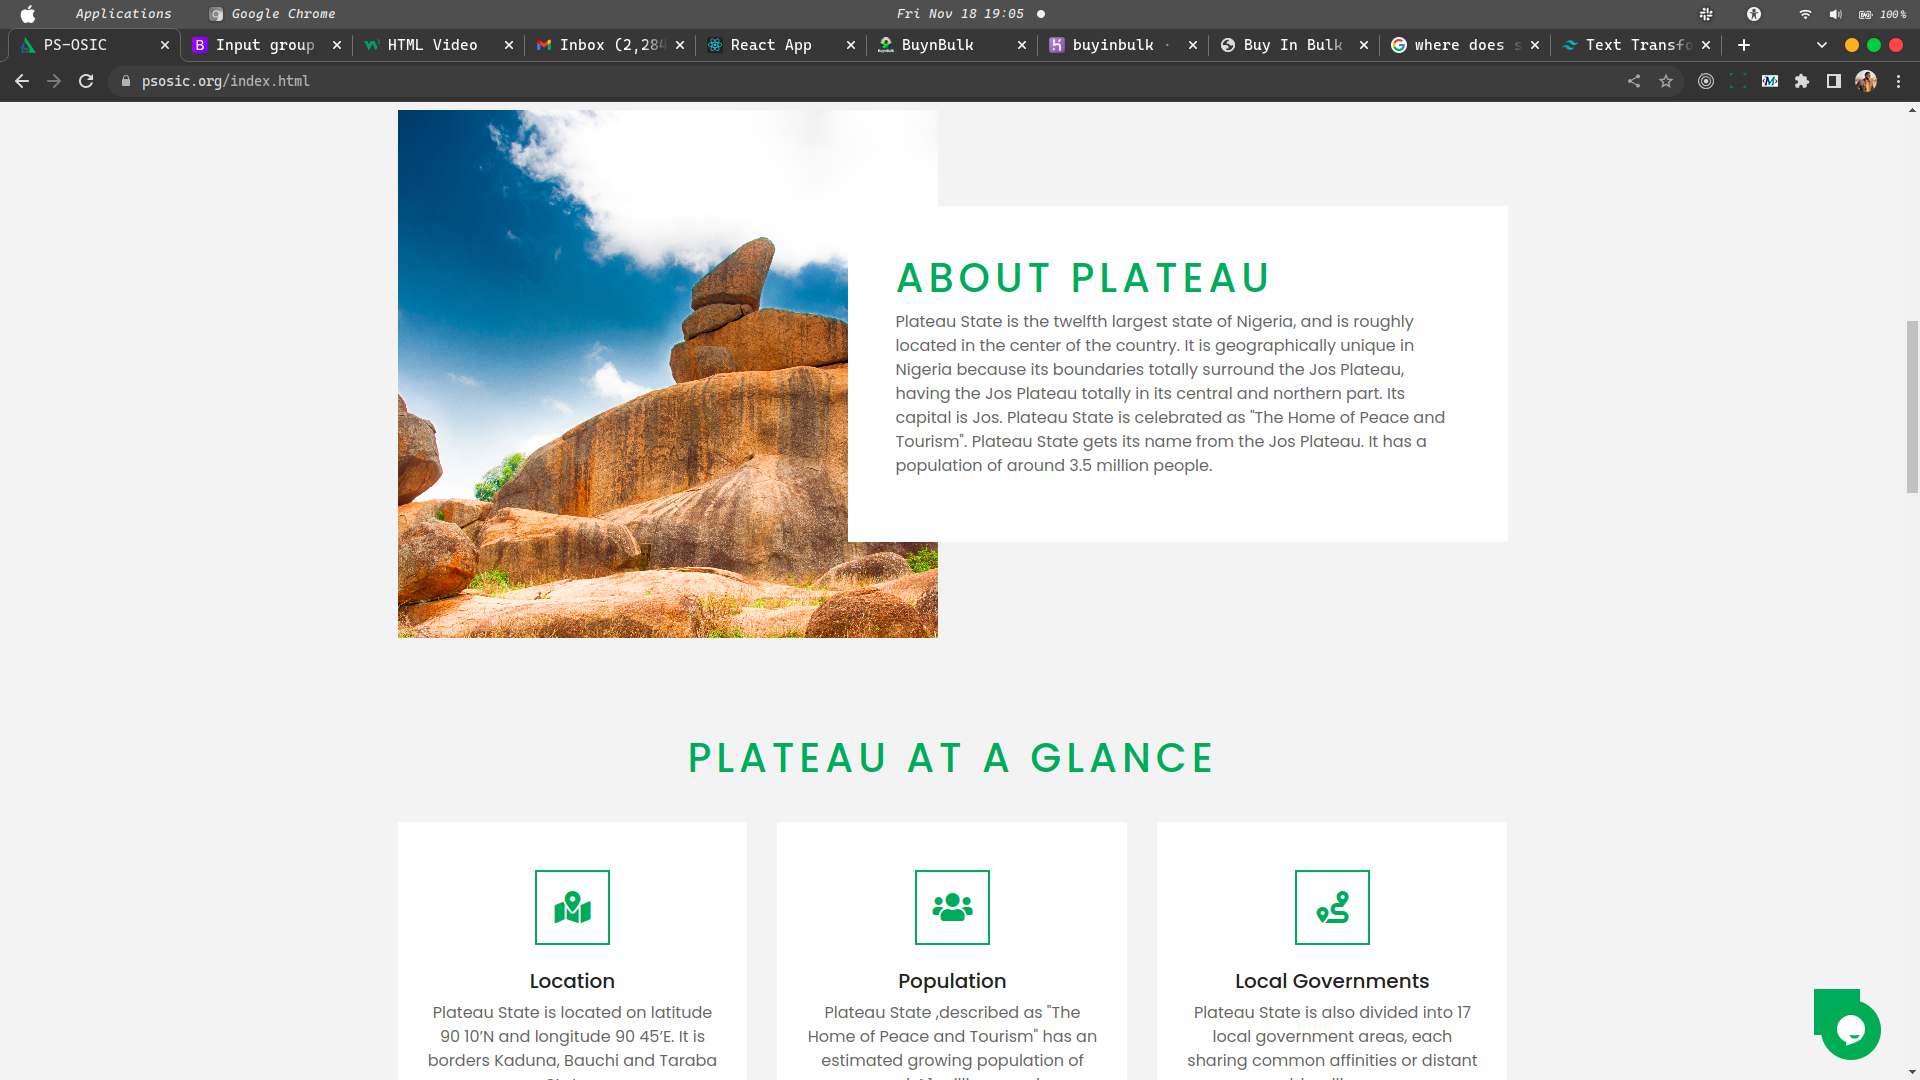 Applications Google Chrome Fri Nov 18 19:05 100%
PS-OSIC Input group HTML Video Inbox (2,284 React App BuynBulk buyinbulk · Buy In Bulk where does s Text Transfo
psosic.org/index.html
ABOUT PLATEAU
Plateau State is the twelfth largest state of Nigeria, and is roughly
located in the center of the country. It is geographically unique in
Nigeria because its boundaries totally surround the Jos Plateau,
having the Jos Plateau totally in its central and northern part. Its
capital is Jos. Plateau State is celebrated as "The Home of Peace and
Tourism". Plateau State gets its name from the Jos Plateau. It has a
population of around 3.5 million people.
PLATEAU AT A GLANCE
Location
Plateau State is located on latitude
90 10’N and longitude 90 45’E. It is
borders Kaduna, Bauchi and Taraba
Population
Plateau State ,described as "The
Home of Peace and Tourism" has an
estimated growing population of
Local Governments
Plateau State is also divided into 17
local government areas, each
sharing common affinities or distant